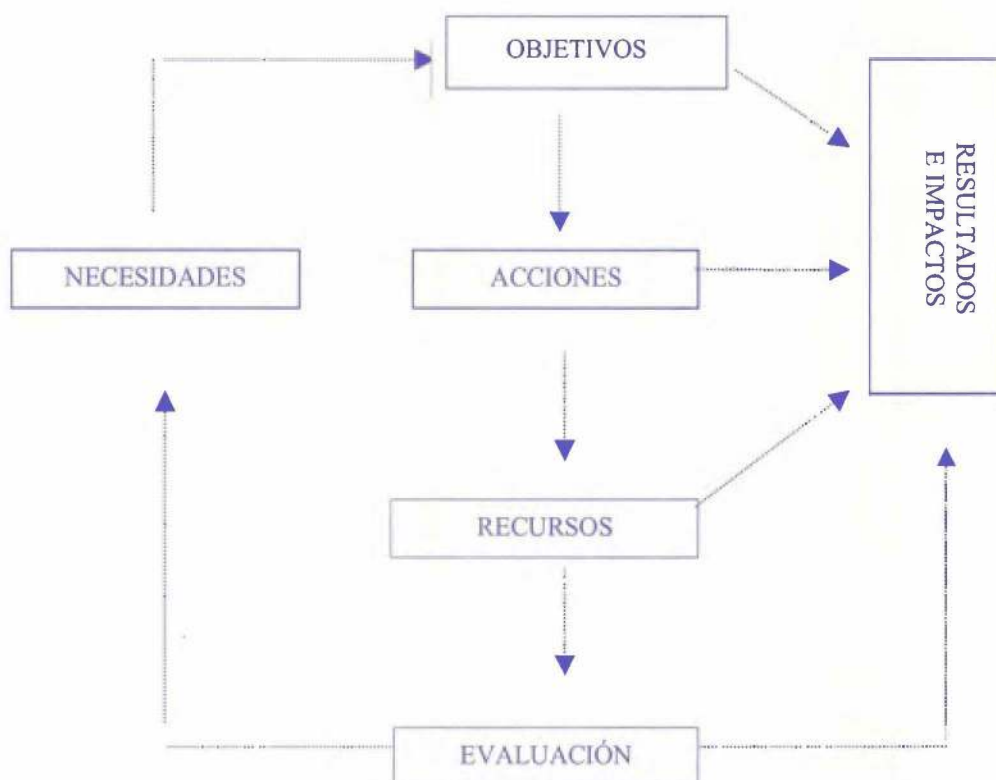 OBJETIVOS
RESULTADOS
E IMPACTOS
NECESIDADES
ACCIONES
RECURSOS
EVALUACIÓN